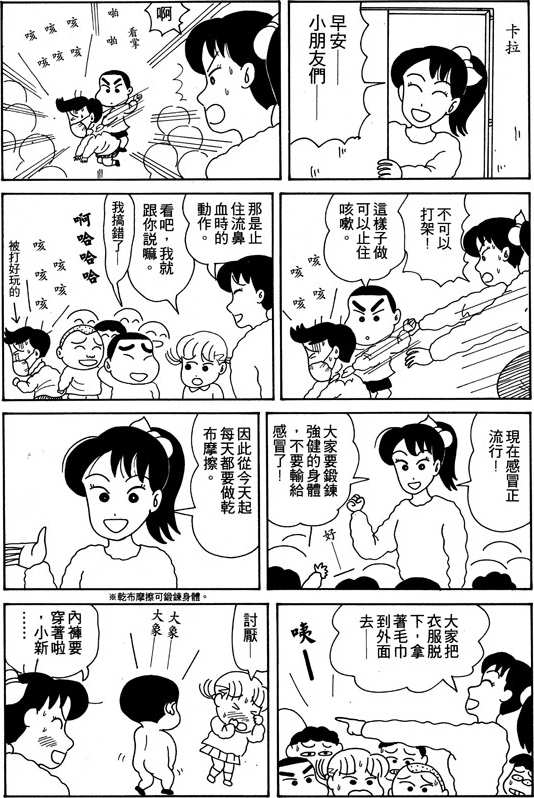 卡拉
早安──
小朋友們
──
啊
看掌
啪
啪
咳
咳
咳
咳
咳
咳
不可以
打架！
這樣子做
可以止住
咳嗽。
咳
咳
咳
咳
咳
那是止
住流鼻
血時的
動作。
看吧，我就
跟你說嘛。
我搞錯了
啊哈哈哈
咳
咳
咳
咳
咳
被打好玩的
現在感冒正
流行！
大家要鍛鍊
強健的身體
，不要輸給
感冒了！
好
因此從今天起
每天都要做乾
布摩擦。
※乾布摩擦可鍛鍊身體。
大家把
衣服脫
下，拿
著毛巾
到外面
去──
咦──
討厭──
大象
大象
內褲要
穿著啦
，小新
……